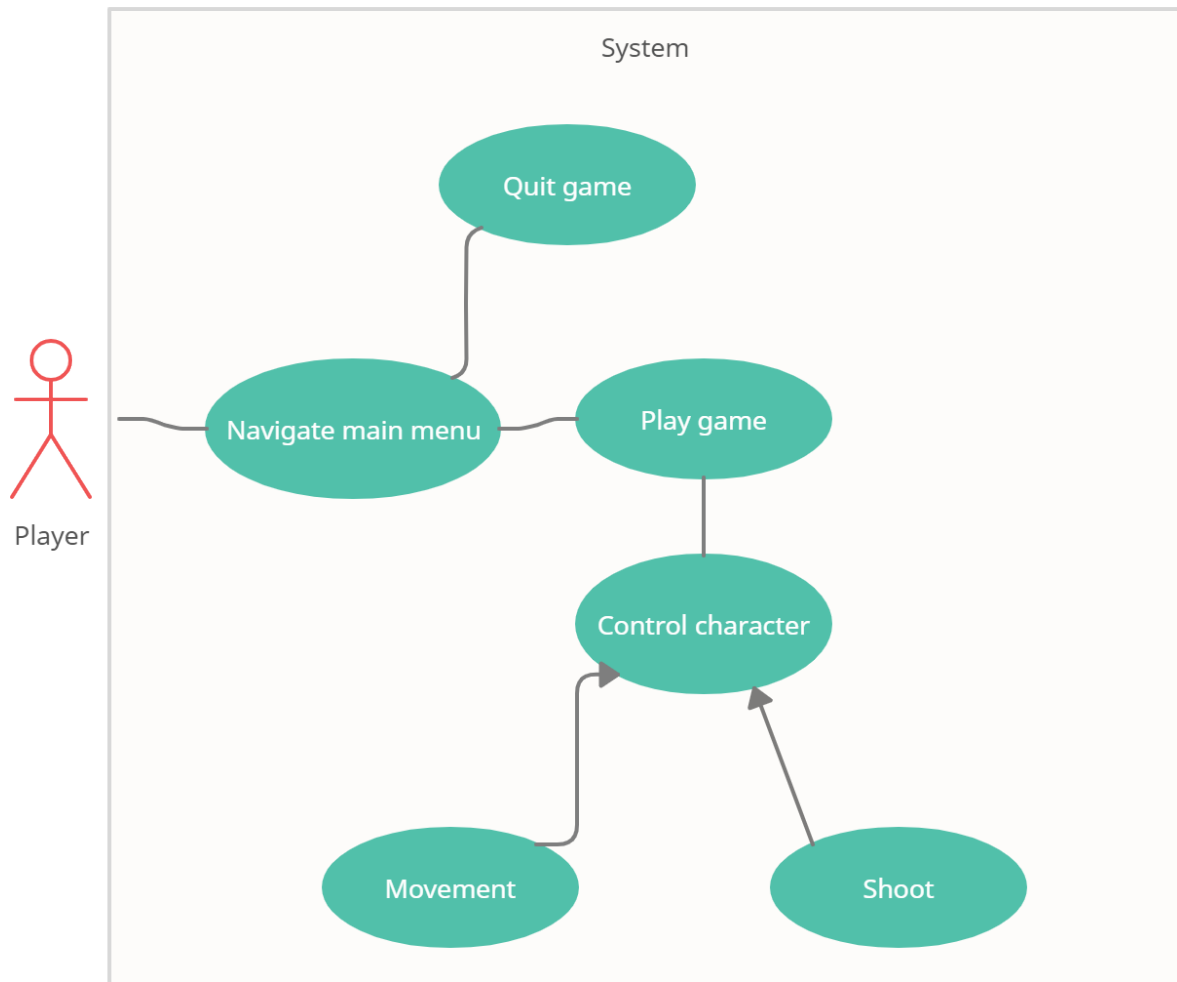 System
Quit game
Navigate main menu
Play game
Player
Control character
Movement
Shoot